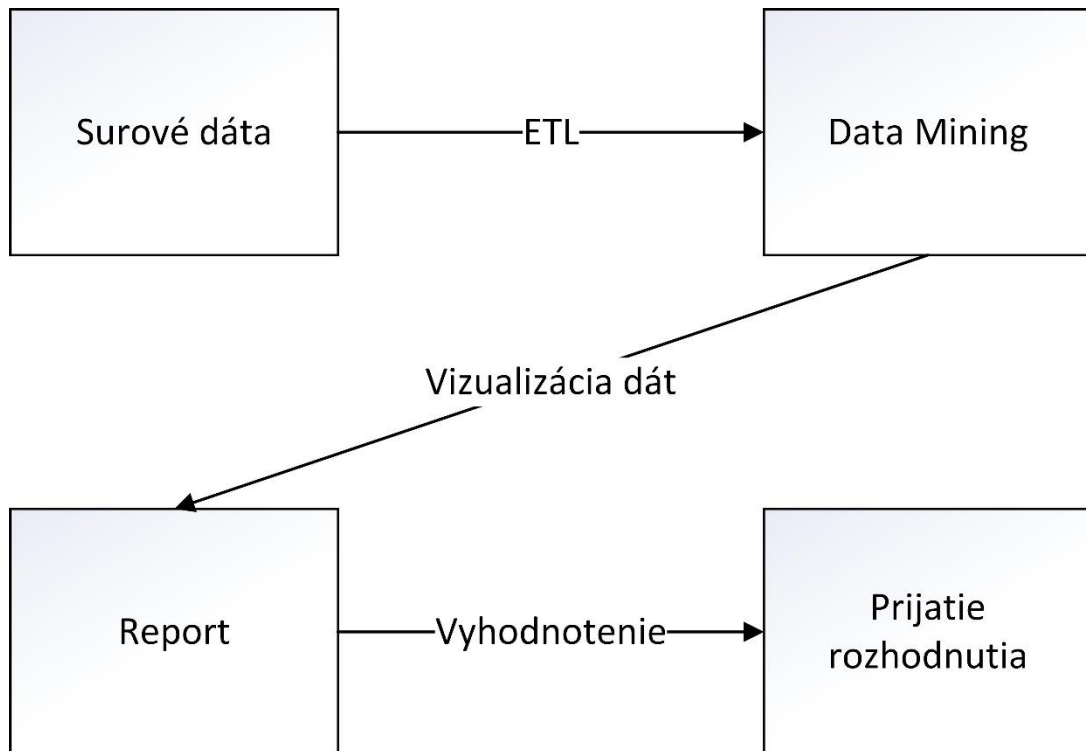 Surové dáta
ETL
Data Mining
Vizualizácia dát
Report
Vyhodnotenie
Prijatie
rozhodnutia